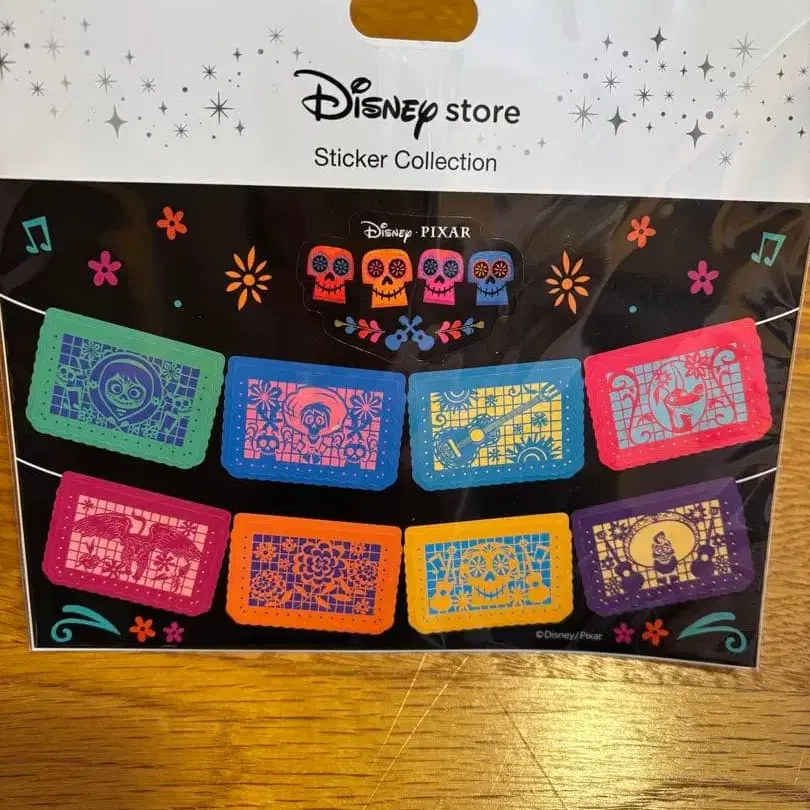 Disney store
Sticker Collection
Disney · PIXAR
©Disney/Pixar